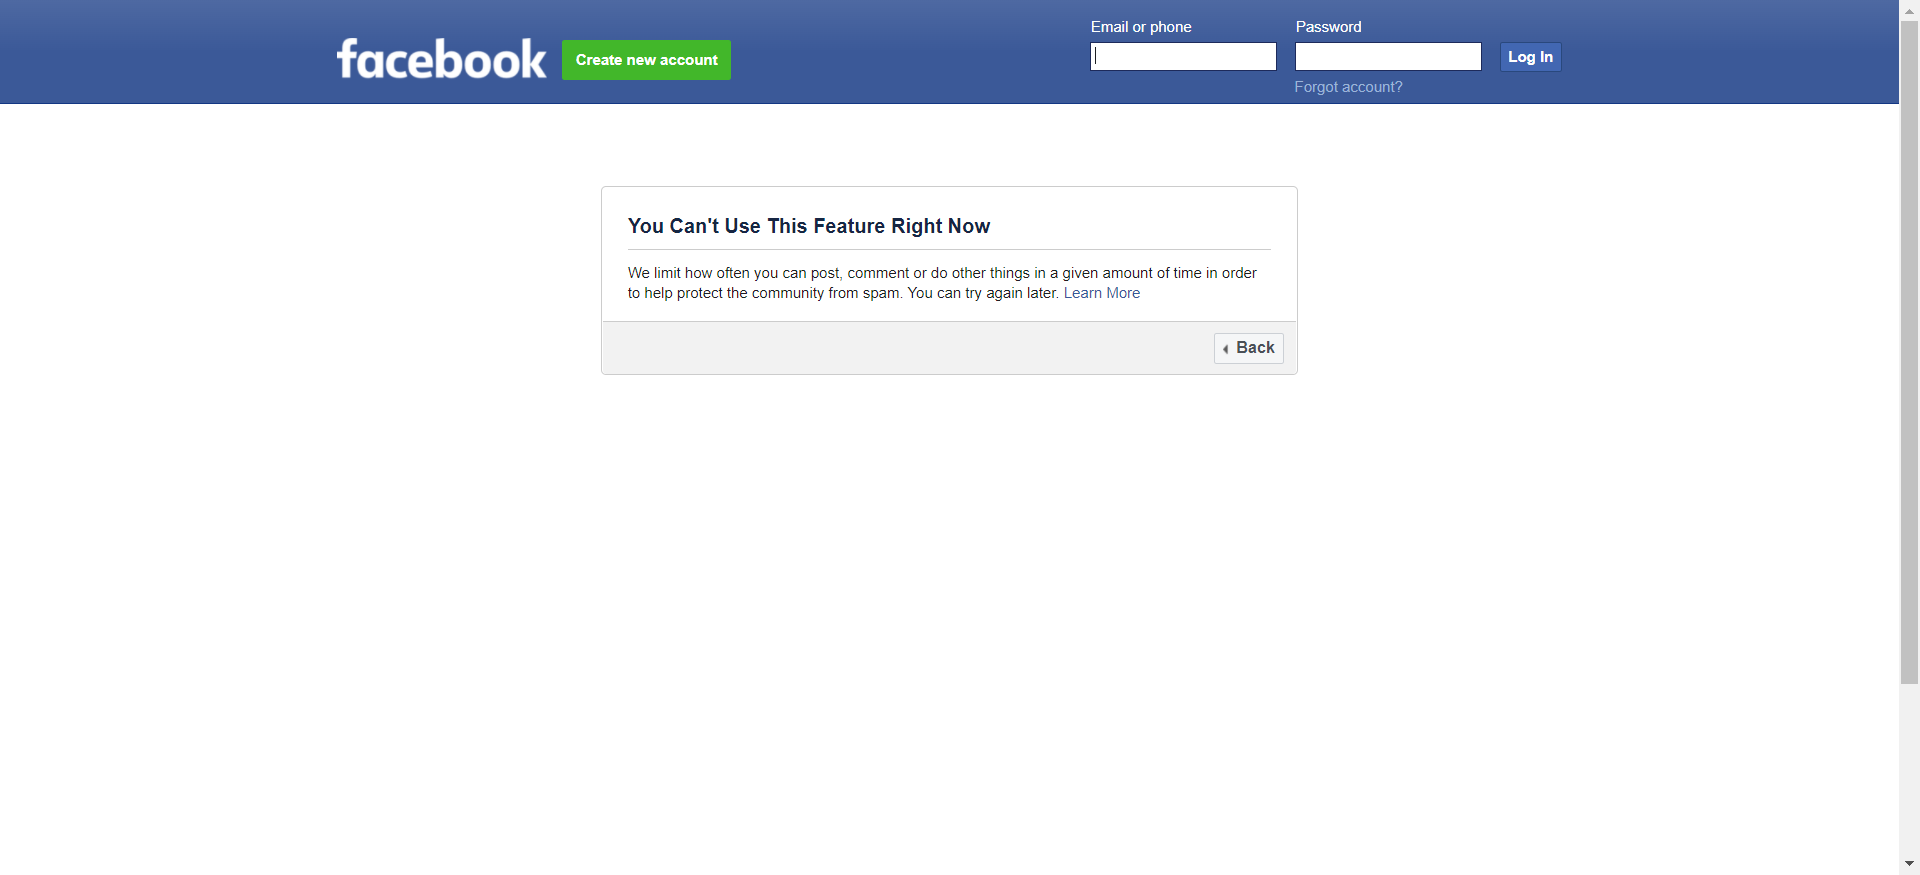 facebook
Create new account
Email or phone
Password
Log In
Forgot account?
You Can't Use This Feature Right Now
We limit how often you can post, comment or do other things in a given amount of time in order
to help protect the community from spam. You can try again later. Learn More
Back